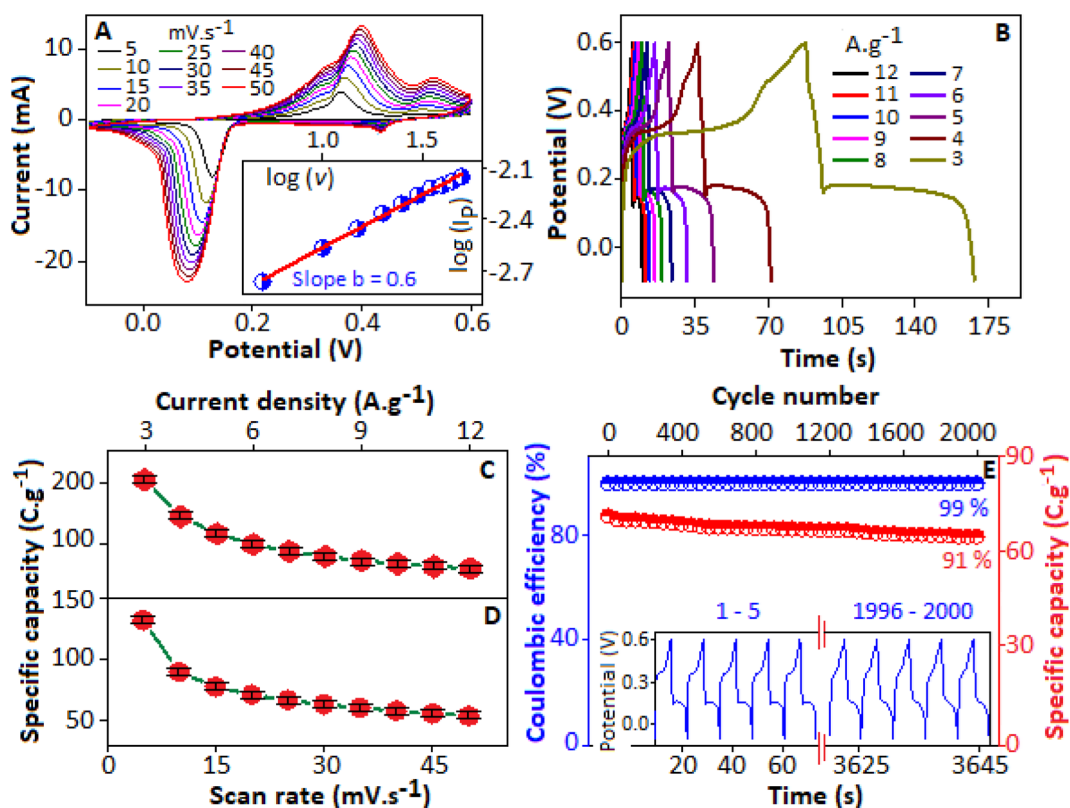 A
mV.s-1
5 25 40
10 30 45
15 35 50
20
Current (mA)
10
0
-10
-20
0.0 0.2 0.4 0.6
Potential (V)
1.0 1.5
log (v)
-2.1
-2.4
-2.7
log (Ip)
Slope b = 0.6
B
A.g-1
12 7
11 6
10 5
9 4
8 3
Potential (V)
0.6
0.4
0.2
0.0
0 35 70 105 140 175
Time (s)
Current density (A.g-1)
3 6 9 12
C
200
100
Specific capacity (C.g-1)
D
150
100
50
0 15 30 45
Scan rate (mV.s-1)
Cycle number
0 400 800 1200 1600 2000
E
Coulombic efficiency (%)
80
40
0
Specific capacity (C.g-1)
90
60
30
0
99 %
91 %
1 - 5 1996 - 2000
Potential (V)
0.6
0.3
0.0
20 40 60 3625 3645
Time (s)